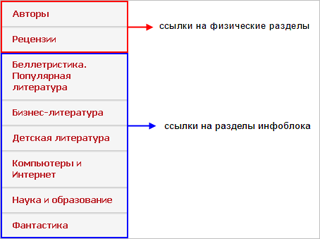 Авторы
ссылки на физические разделы
Рецензии
Беллетристика.
Популярная
литература
Бизнес-литература
ссылки на разделы инфоблока
Детская литература
Компьютеры и
Интернет
Наука и образование
Фантастика